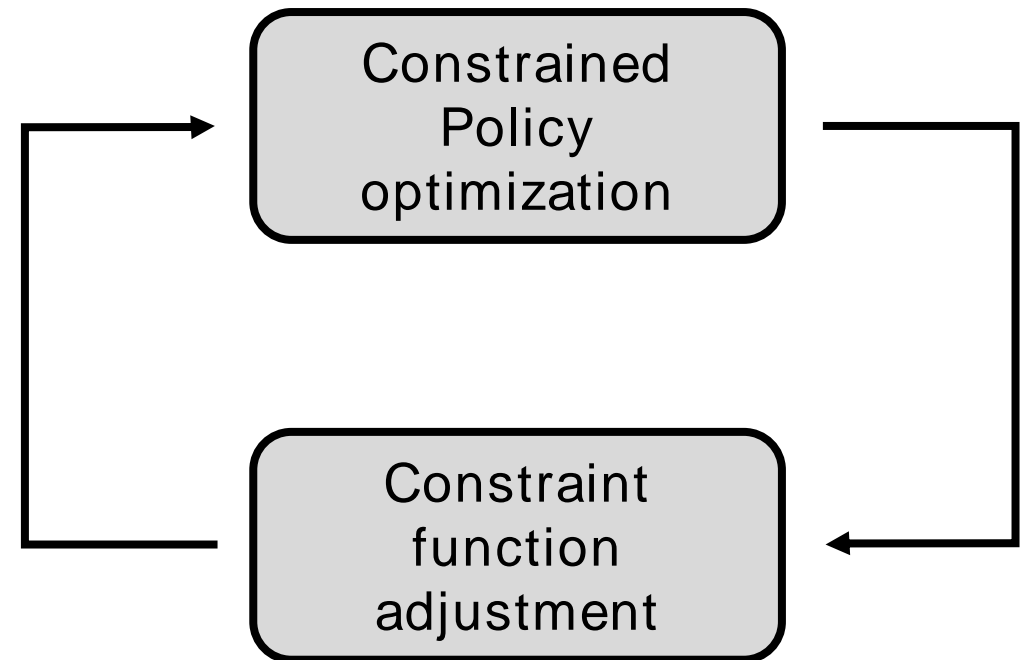 Constrained
Policy
optimization
Constraint
function
adjustment